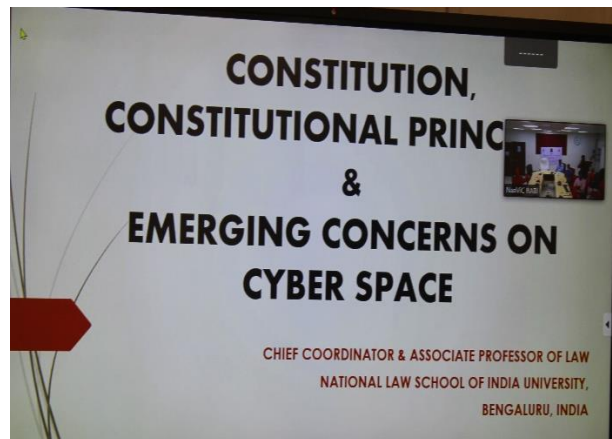 CONSTITUTION,
CONSTITUTIONAL PRINC
&
EMERGING CONCERNS ON
CYBER SPACE
CHIEF COORDINATOR & ASSOCIATE PROFESSOR OF LAW
NATIONAL LAW SCHOOL OF INDIA UNIVERSITY,
BENGALURU, INDIA